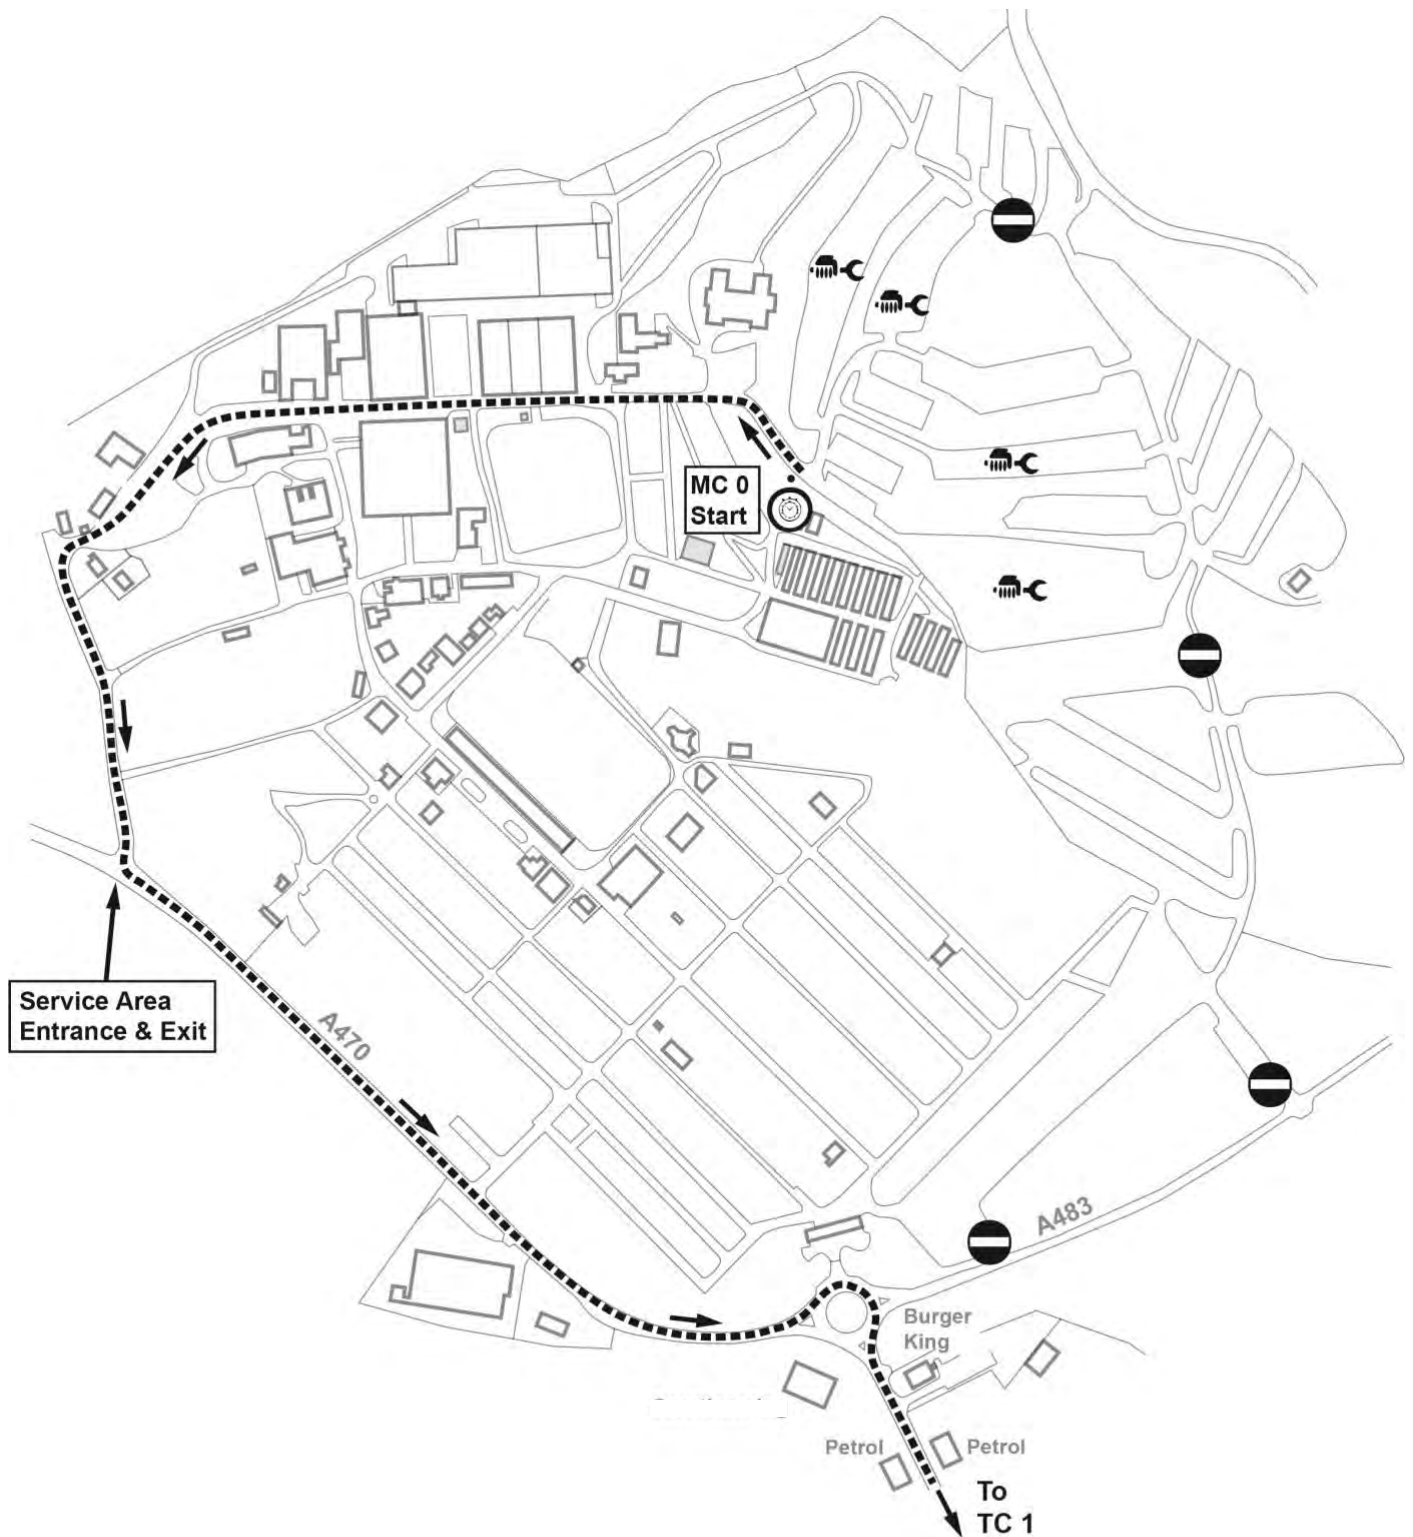 MC 0
Start
Service Area
Entrance & Exit
A470
A483
Burger
King
Petrol
Petrol
To
TC 1